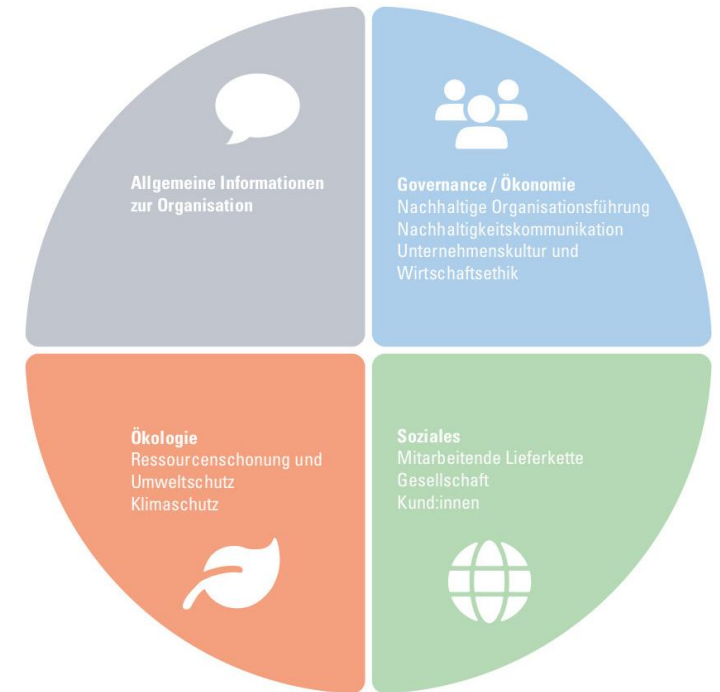 Allgemeine Informationen
zur Organisation
Governance / Ökonomie
Nachhaltige Organisationsführung
Nachhaltigkeitskommunikation
Unternehmenskultur und
Wirtschaftsethik
Ökologie
Ressourcenschonung und
Umweltschutz
Klimaschutz
Soziales
Mitarbeitende Lieferkette
Gesellschaft
Kund:innen